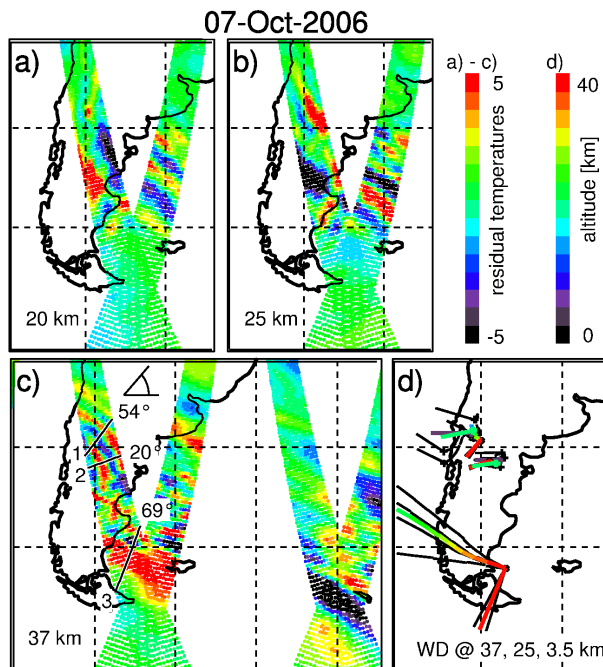 07-Oct-2006
a)
20 km
b)
25 km
a) - c)
5
residual temperatures
-5
d)
40
altitude [km]
0
c)
54°
1
20°
2
69°
3
37 km
d)
WD @ 37, 25, 3.5 km